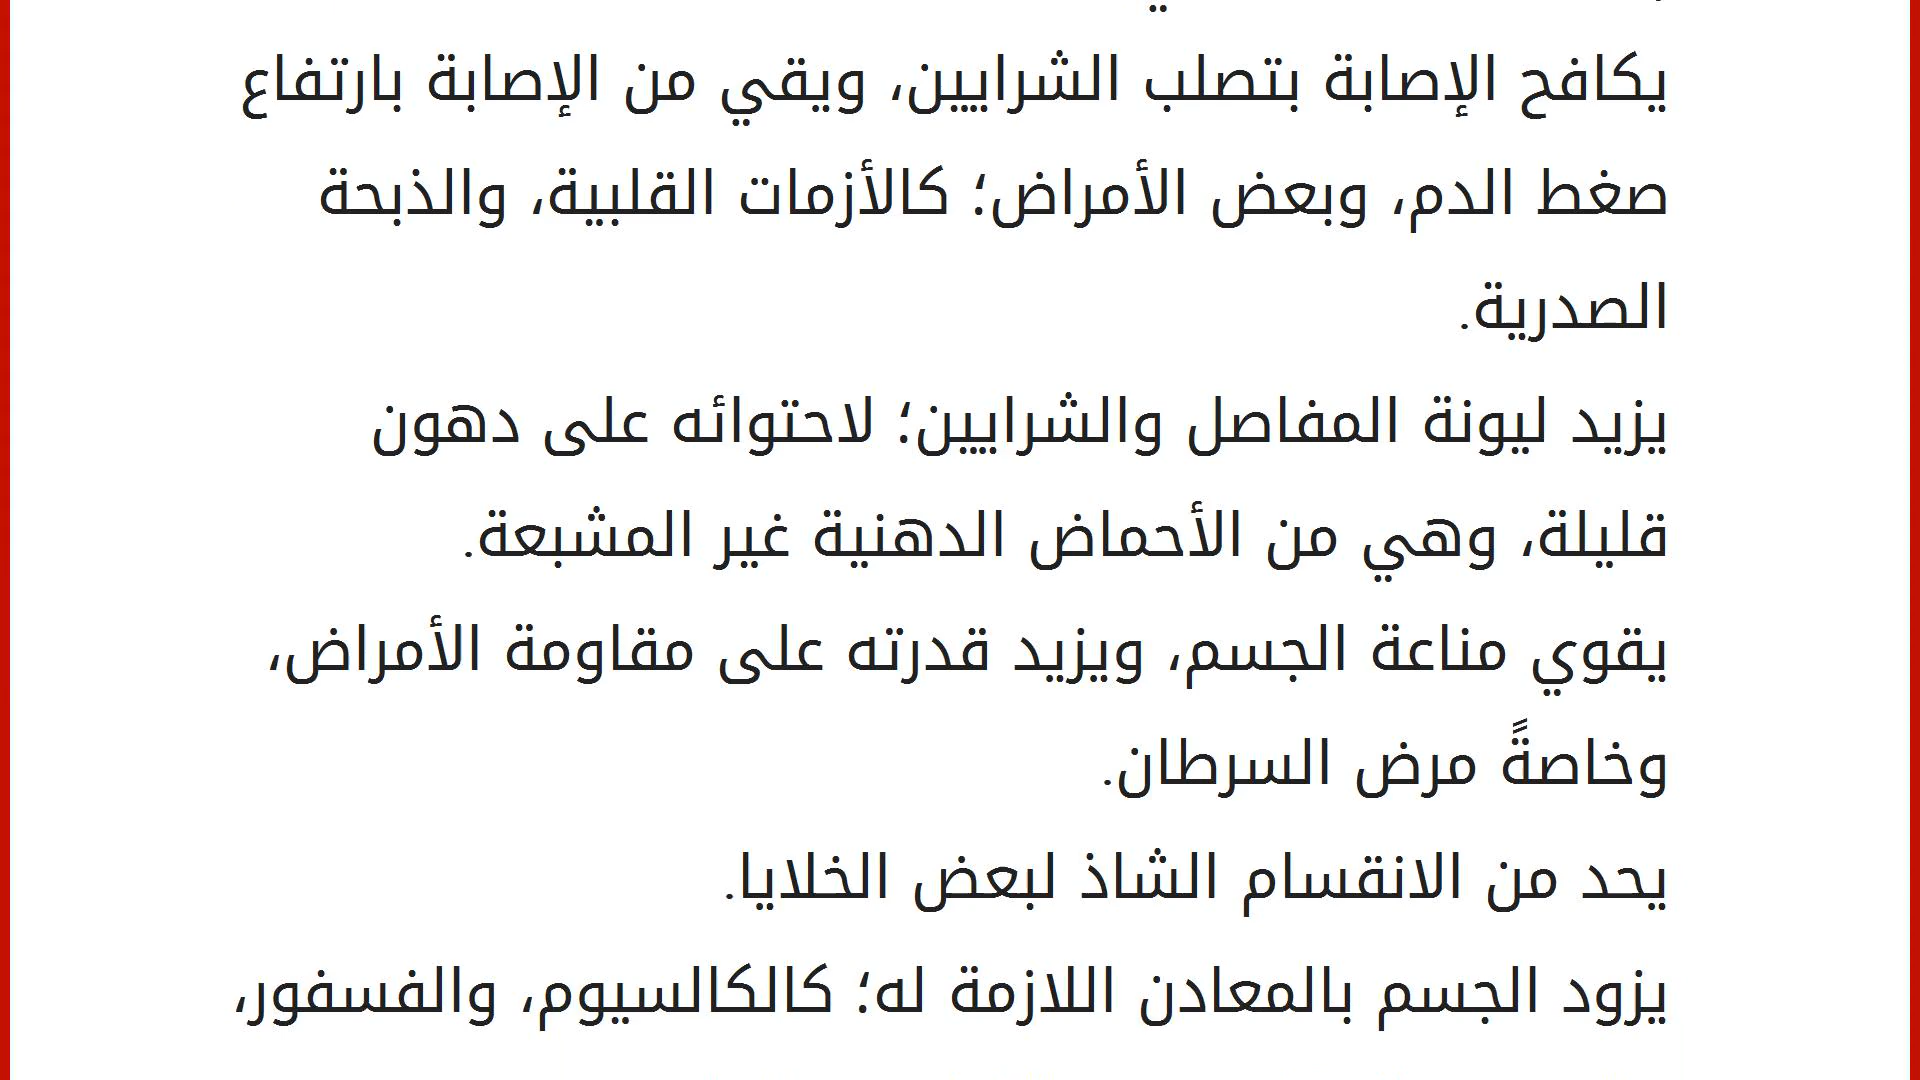 يكافح الإصابة بتصلب الشرايين، ويقي من الإصابة بارتفاع
صغط الدم، وبعض الأمراض؛ كالأزمات القلبية، والذبحة
الصدرية.
يزيد ليونة المفاصل والشرايين؛ لاحتوائه على دهون
قليلة، وهي من الأحماض الدهنية غير المشبعة.
يقوي مناعة الجسم، ويزيد قدرته على مقاومة الأمراض،
وخاصةً مرض السرطان.
يحد من الانقسام الشاذ لبعض الخلايا.
يزود الجسم بالمعادن اللازمة له؛ كالكالسيوم، والفسفور،